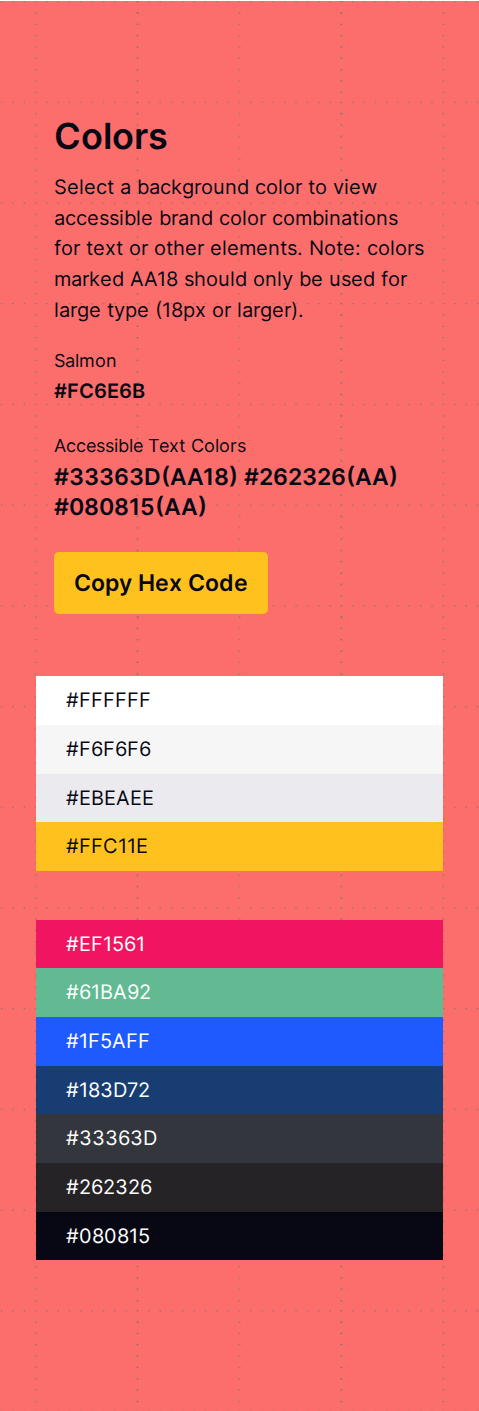 Colors
Select a background color to view
accessible brand color combinations
for text or other elements. Note: colors
marked AA18 should only be used for
large type (18px or larger).
Salmon
#FC6E6B
Accessible Text Colors
#33363D(AA18) #262326(AA)
#080815(AA)
Copy Hex Code
#FFFFFF
#F6F6F6
#EBEAEE
#FFC11E
#EF1561
#61BA92
#1F5AFF
#183D72
#33363D
#262326
#080815